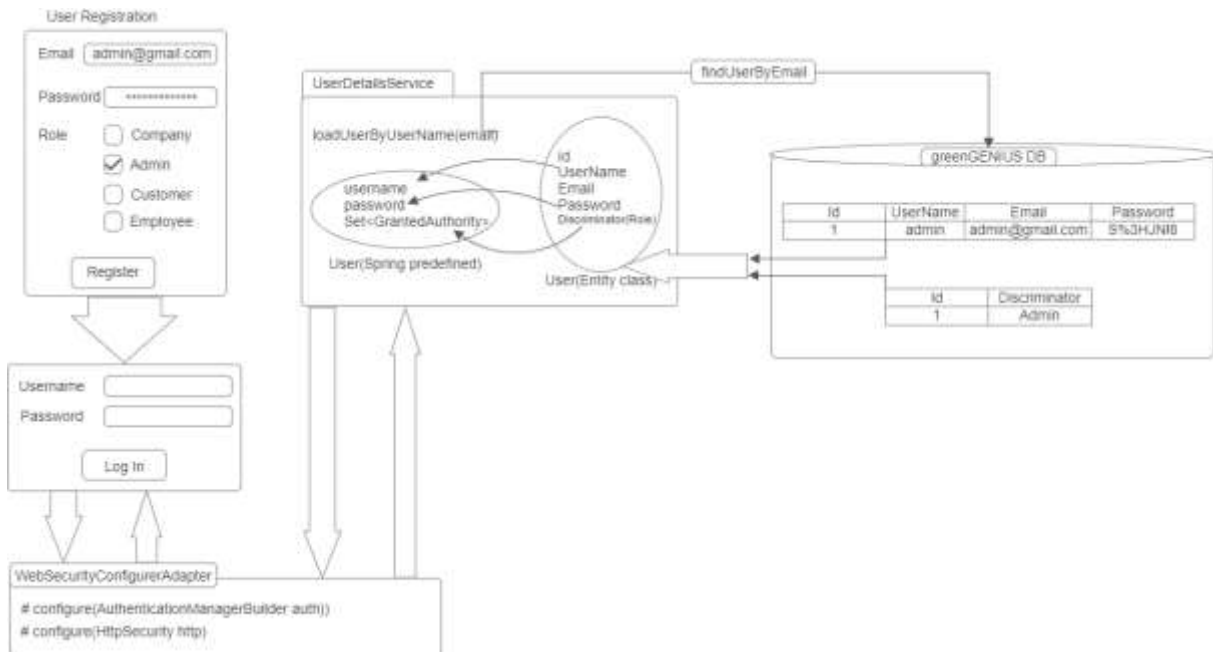 User Registration
Email admin@gmail.com
Password *************
Role Company
Admin
Customer
Employee
Register
Username
Password
Log In
WebSecurityConfigurerAdapter
# configure(AuthenticationManagerBuilder auth))
# configure(HttpSecurity http)
UserDetailsService
loadUserByUserName(email)
username
password
Set<GrantedAuthority>
User(Spring predefined)
Id
UserName
Email
Password
Discriminator(Role)
User(Entity class)
findUserByEmail
greenGENIUS DB
Id UserName Email Password
1 admin admin@gmail.com
Id Discriminator
1 Admin